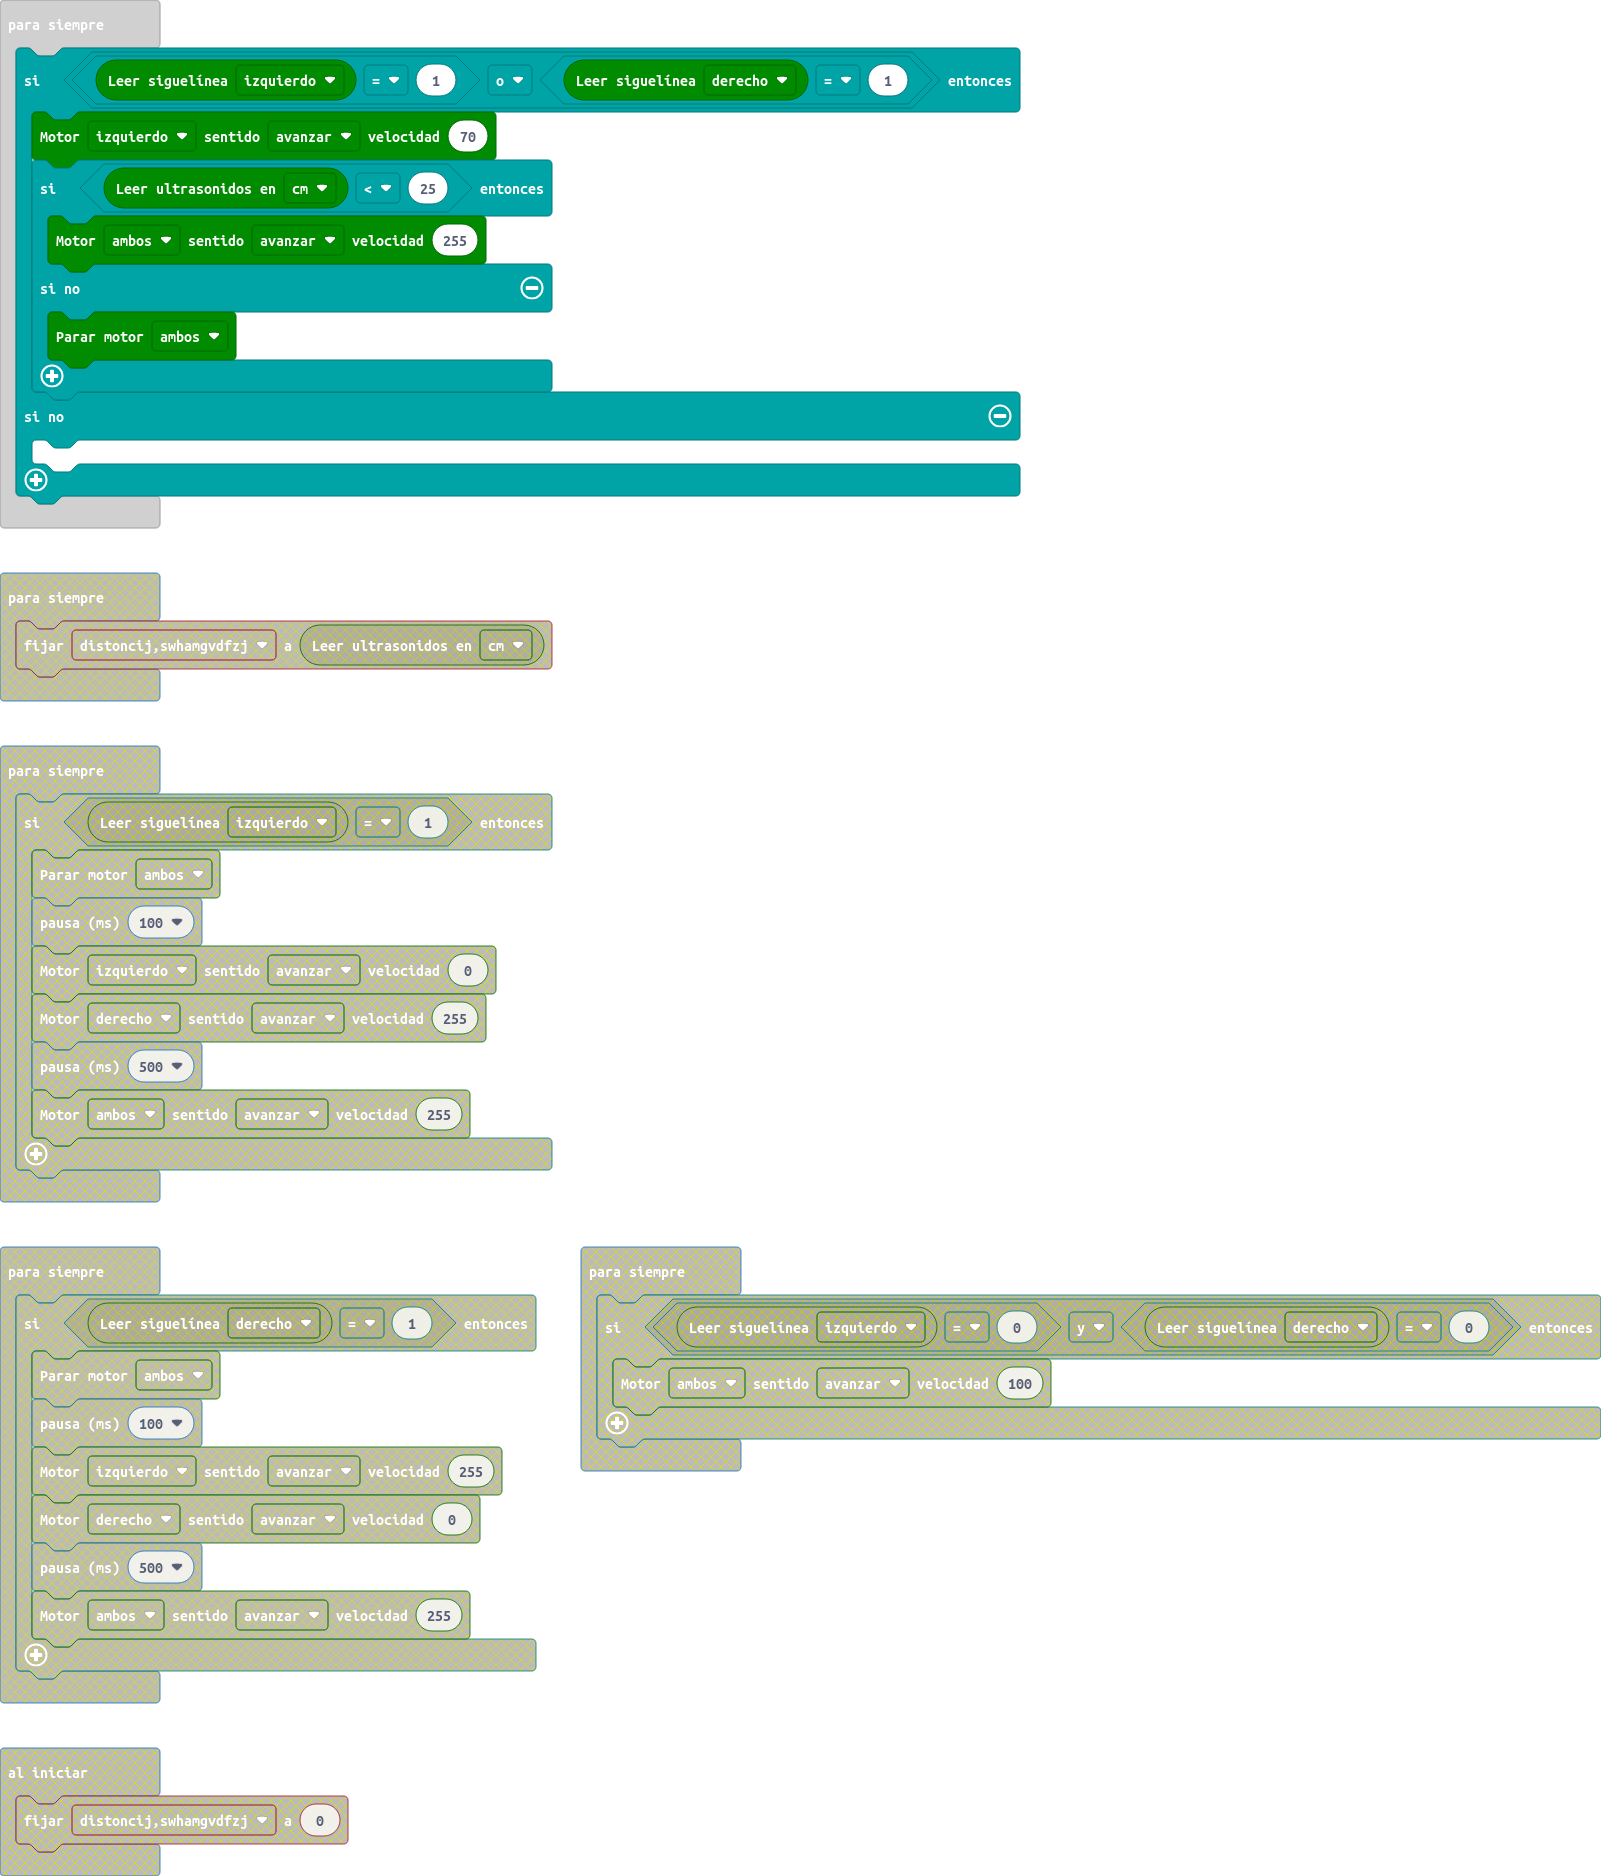 para siempre
si Leer siguelínea izquierdo = 1 o Leer siguelínea derecho = 1 entonces
Motor izquierdo sentido avanzar velocidad 70
si Leer ultrasonidos en cm < 25 entonces
Motor ambos sentido avanzar velocidad 255
si no
Parar motor ambos
si no
para siempre
fijar distoncij,swhamgvdfzj a Leer ultrasonidos en cm
para siempre
si Leer siguelínea izquierdo = 1 entonces
Parar motor ambos
pausa (ms) 100
Motor izquierdo sentido avanzar velocidad 0
Motor derecho sentido avanzar velocidad 255
pausa (ms) 500
Motor ambos sentido avanzar velocidad 255
para siempre
si Leer siguelínea derecho = 1 entonces
Parar motor ambos
pausa (ms) 100
Motor izquierdo sentido avanzar velocidad 255
Motor derecho sentido avanzar velocidad 0
pausa (ms) 500
Motor ambos sentido avanzar velocidad 255
para siempre
si Leer siguelínea izquierdo = 0 y Leer siguelínea derecho = 0 entonces
Motor ambos sentido avanzar velocidad 100
al iniciar
fijar distoncij,swhamgvdfzj a 0